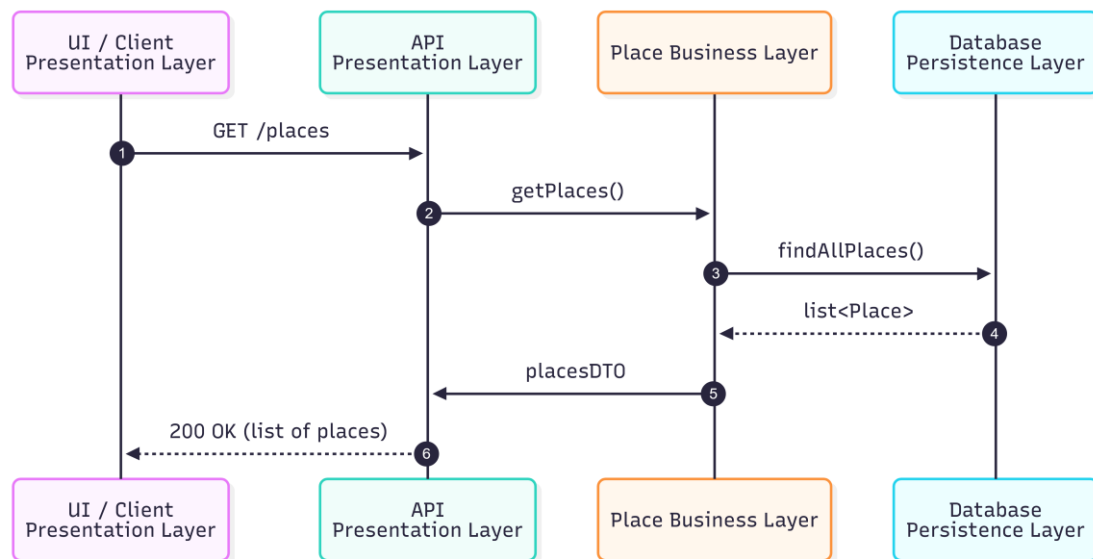 UI / Client
Presentation Layer
API
Presentation Layer
Place Business Layer
Database
Persistence Layer
GET /places
1
getPlaces()
2
findAllPlaces()
3
list<Place>
4
placesDTO
5
200 OK (list of places)
6
UI / Client
Presentation Layer
API
Presentation Layer
Place Business Layer
Database
Persistence Layer